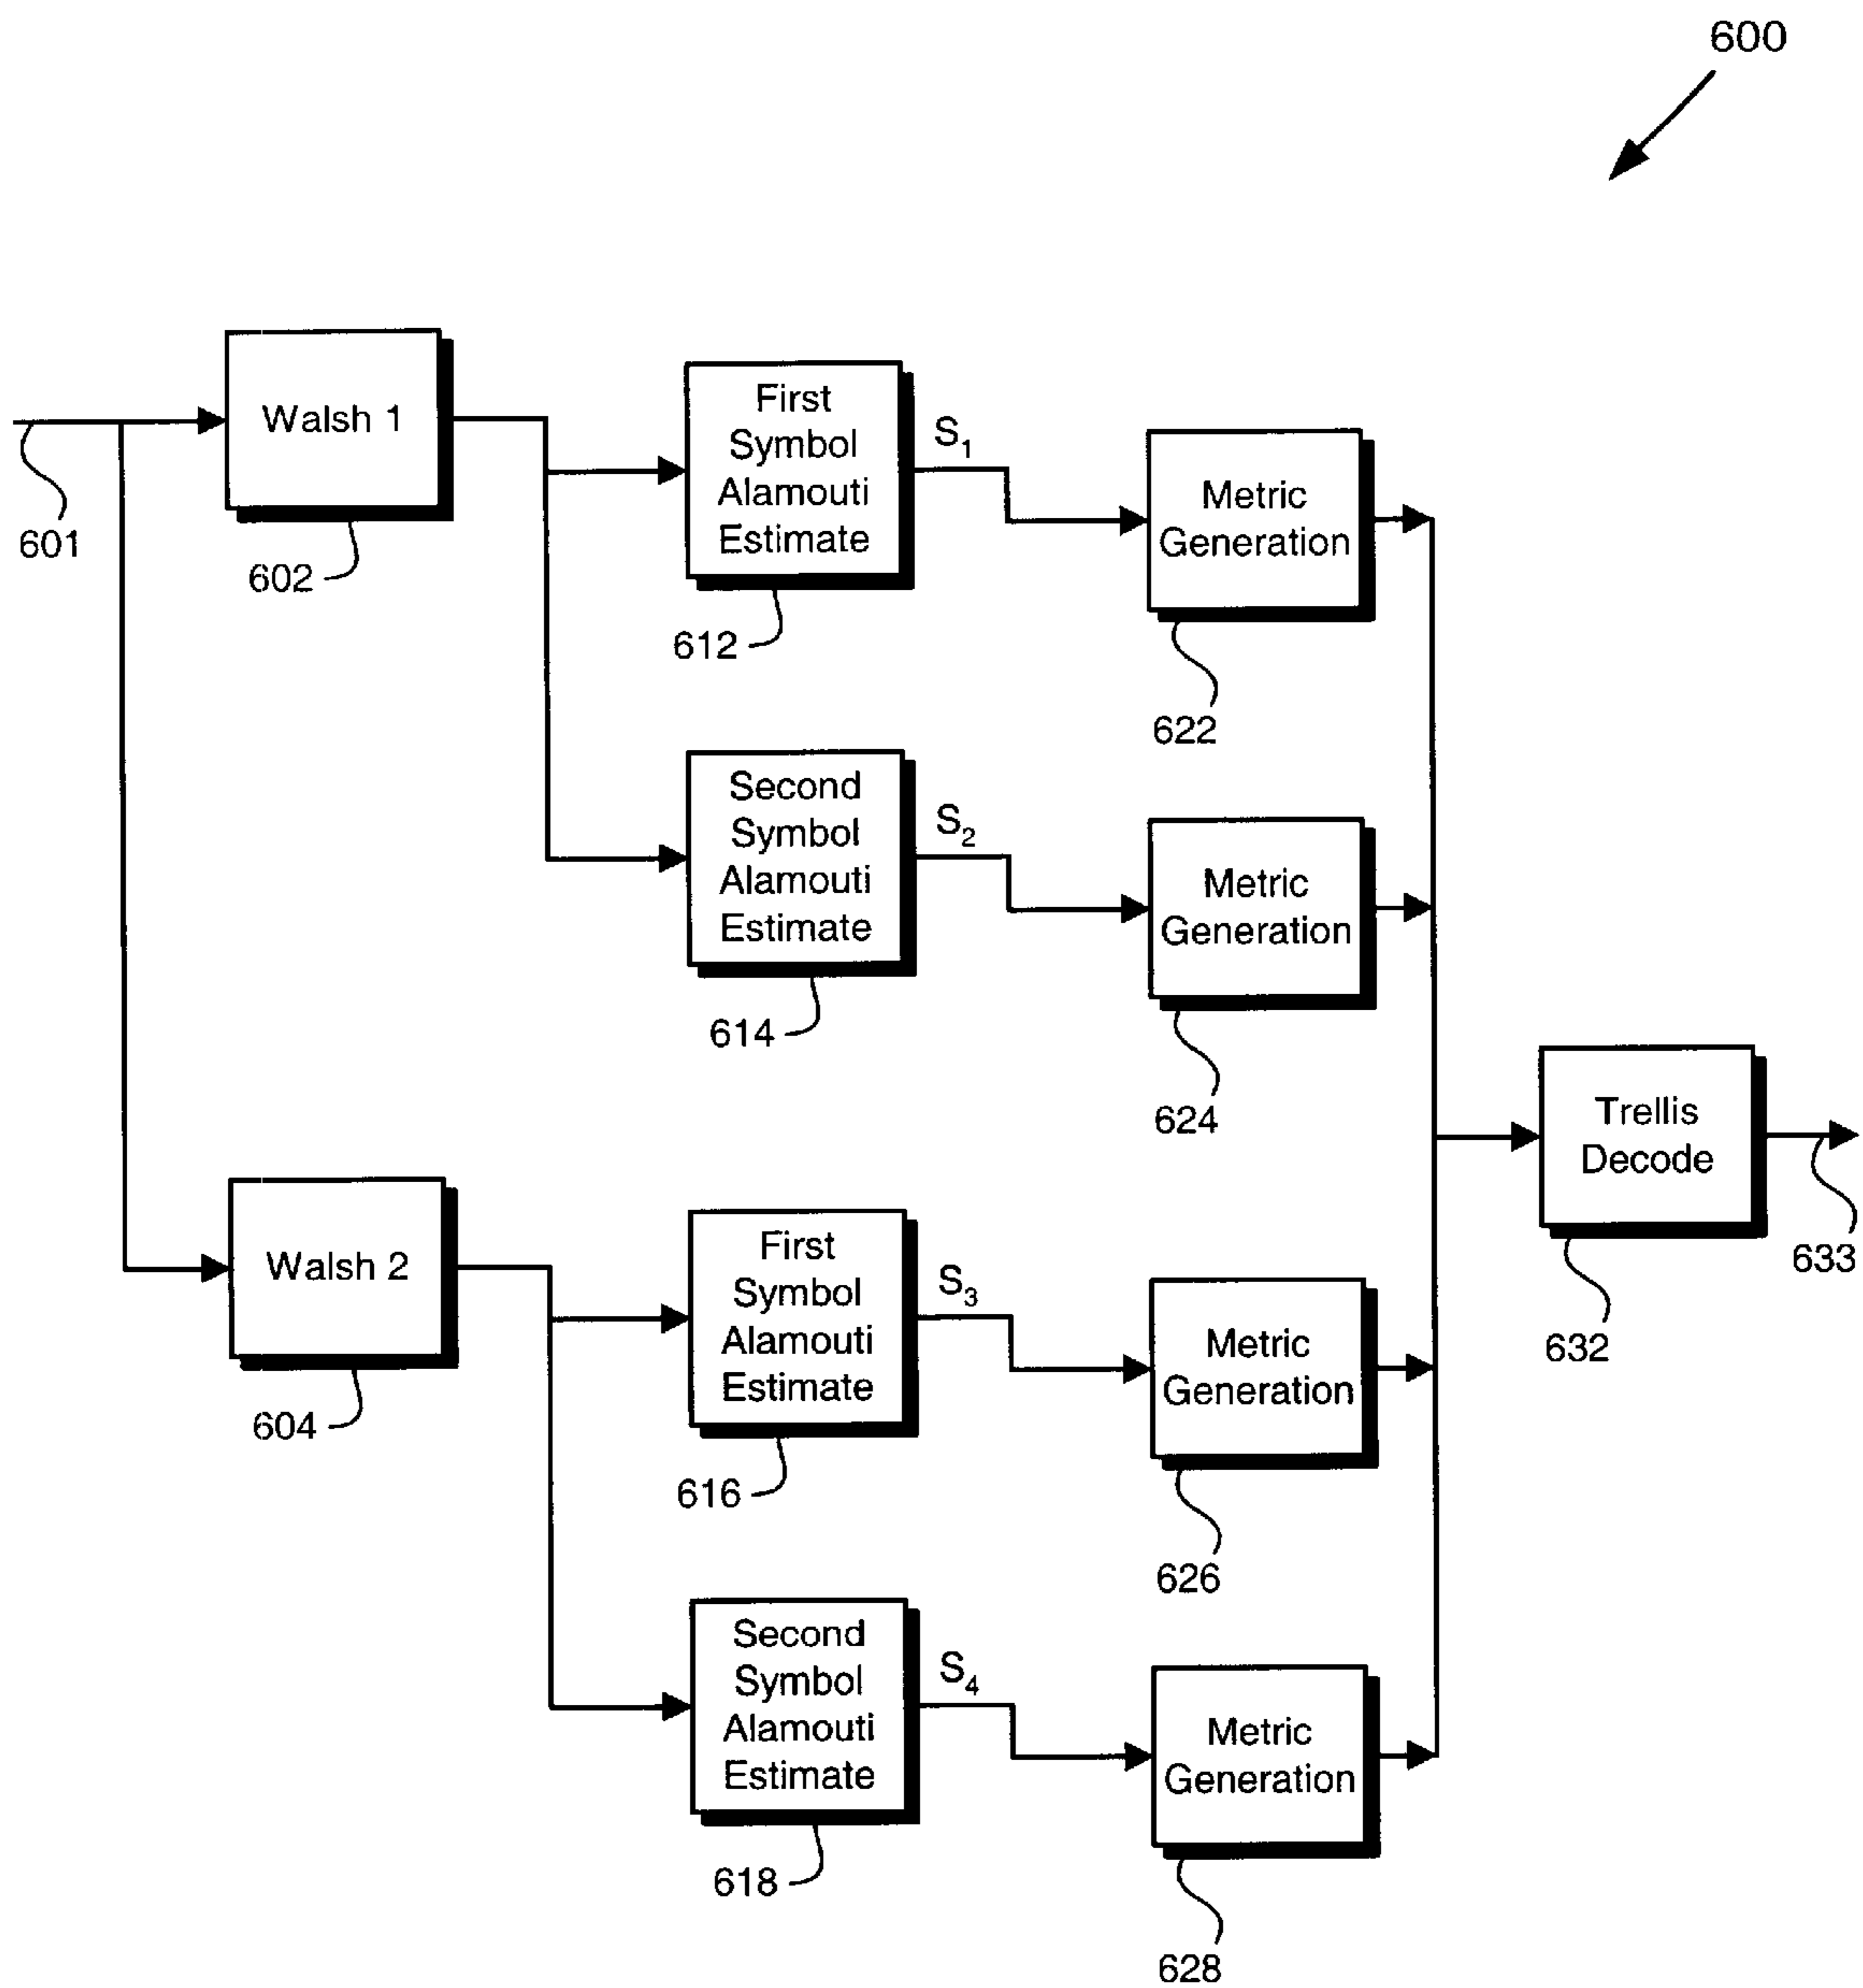 600
Walsh 1
601
602
First
Symbol
Alamouti
Estimate
612
S₁
Metric
Generation
622
Second
Symbol
Alamouti
Estimate
614
S₂
Metric
Generation
624
Trellis
Decode
632
633
Walsh 2
604
First
Symbol
Alamouti
Estimate
616
S₃
Metric
Generation
626
Second
Symbol
Alamouti
Estimate
618
S₄
Metric
Generation
628